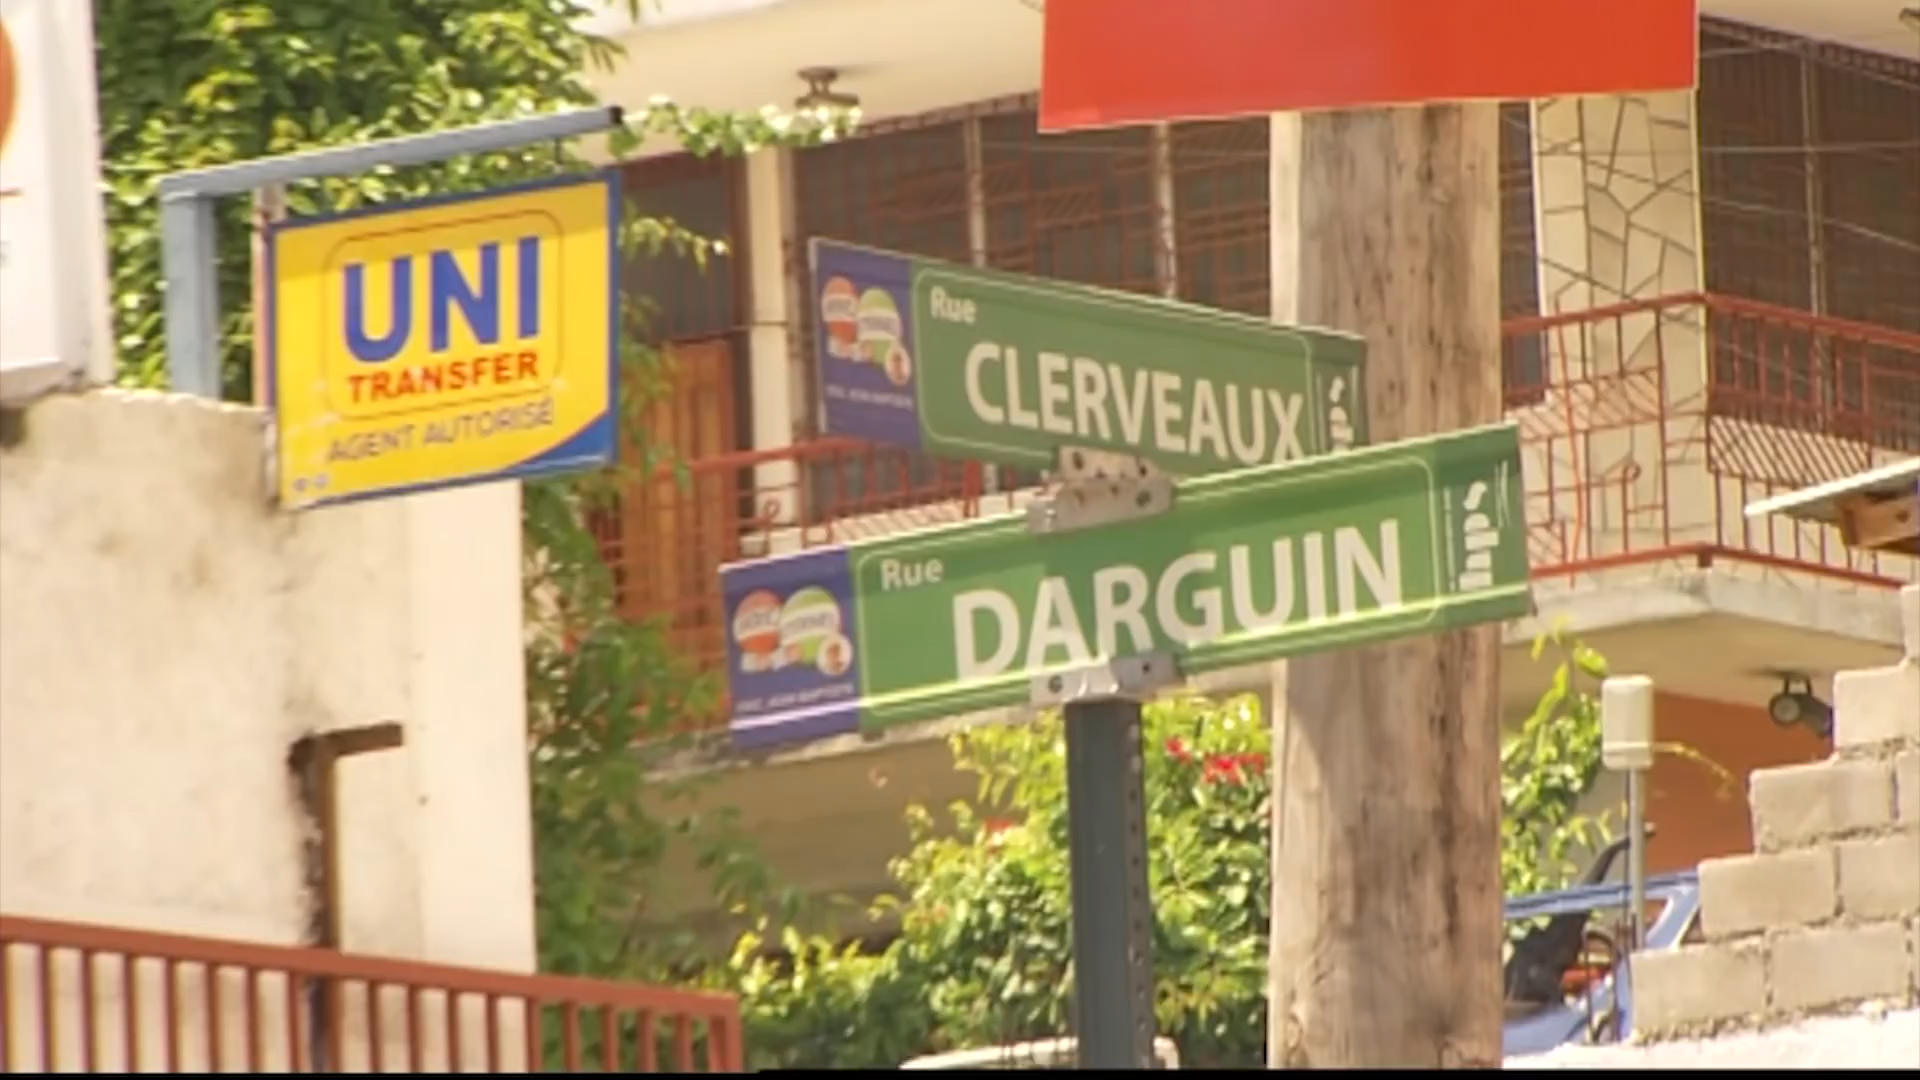 UNI
TRANSFER
AGENT AUTORISÉ
Rue
CLERVEAUX
Rue
DARGUIN